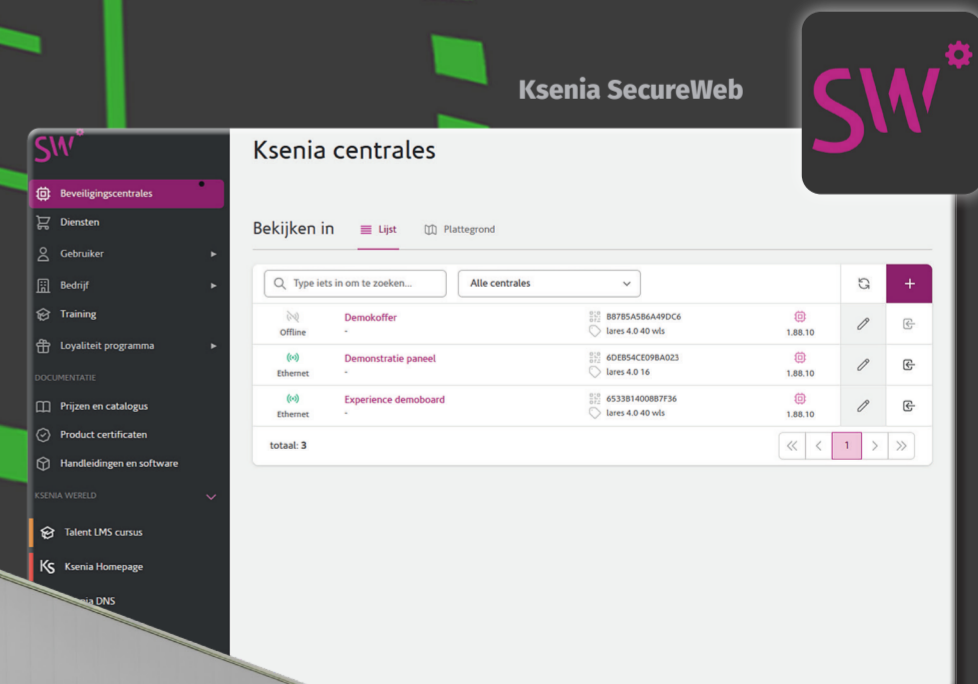 Ksenia SecureWeb
SW
SW
Ksenia centrales
Beveiligingscentrales
Diensten
Gebruiker
Bedrijf
Training
Loyaliteit programma
DOCUMENTATIE
Prijzen en catalogus
Product certificaten
Handleidingen en software
KSENIA WERELD
Talent LMS cursus
KS Ksenia Homepage
DNS
Bekijken in Lijst Plattegrond
Type iets in om te zoeken... Alle centrales
Offline Demokoffer - B87B5A5B6A49DC6 lares 4.0 40 wls 1.88.10
Ethernet Demonstratie paneel - 6DEB54CE09BA023 lares 4.0 16 1.88.10
Ethernet Experience demoboard - 6533B14008B7F36 lares 4.0 40 wls 1.88.10
totaal: 3 1